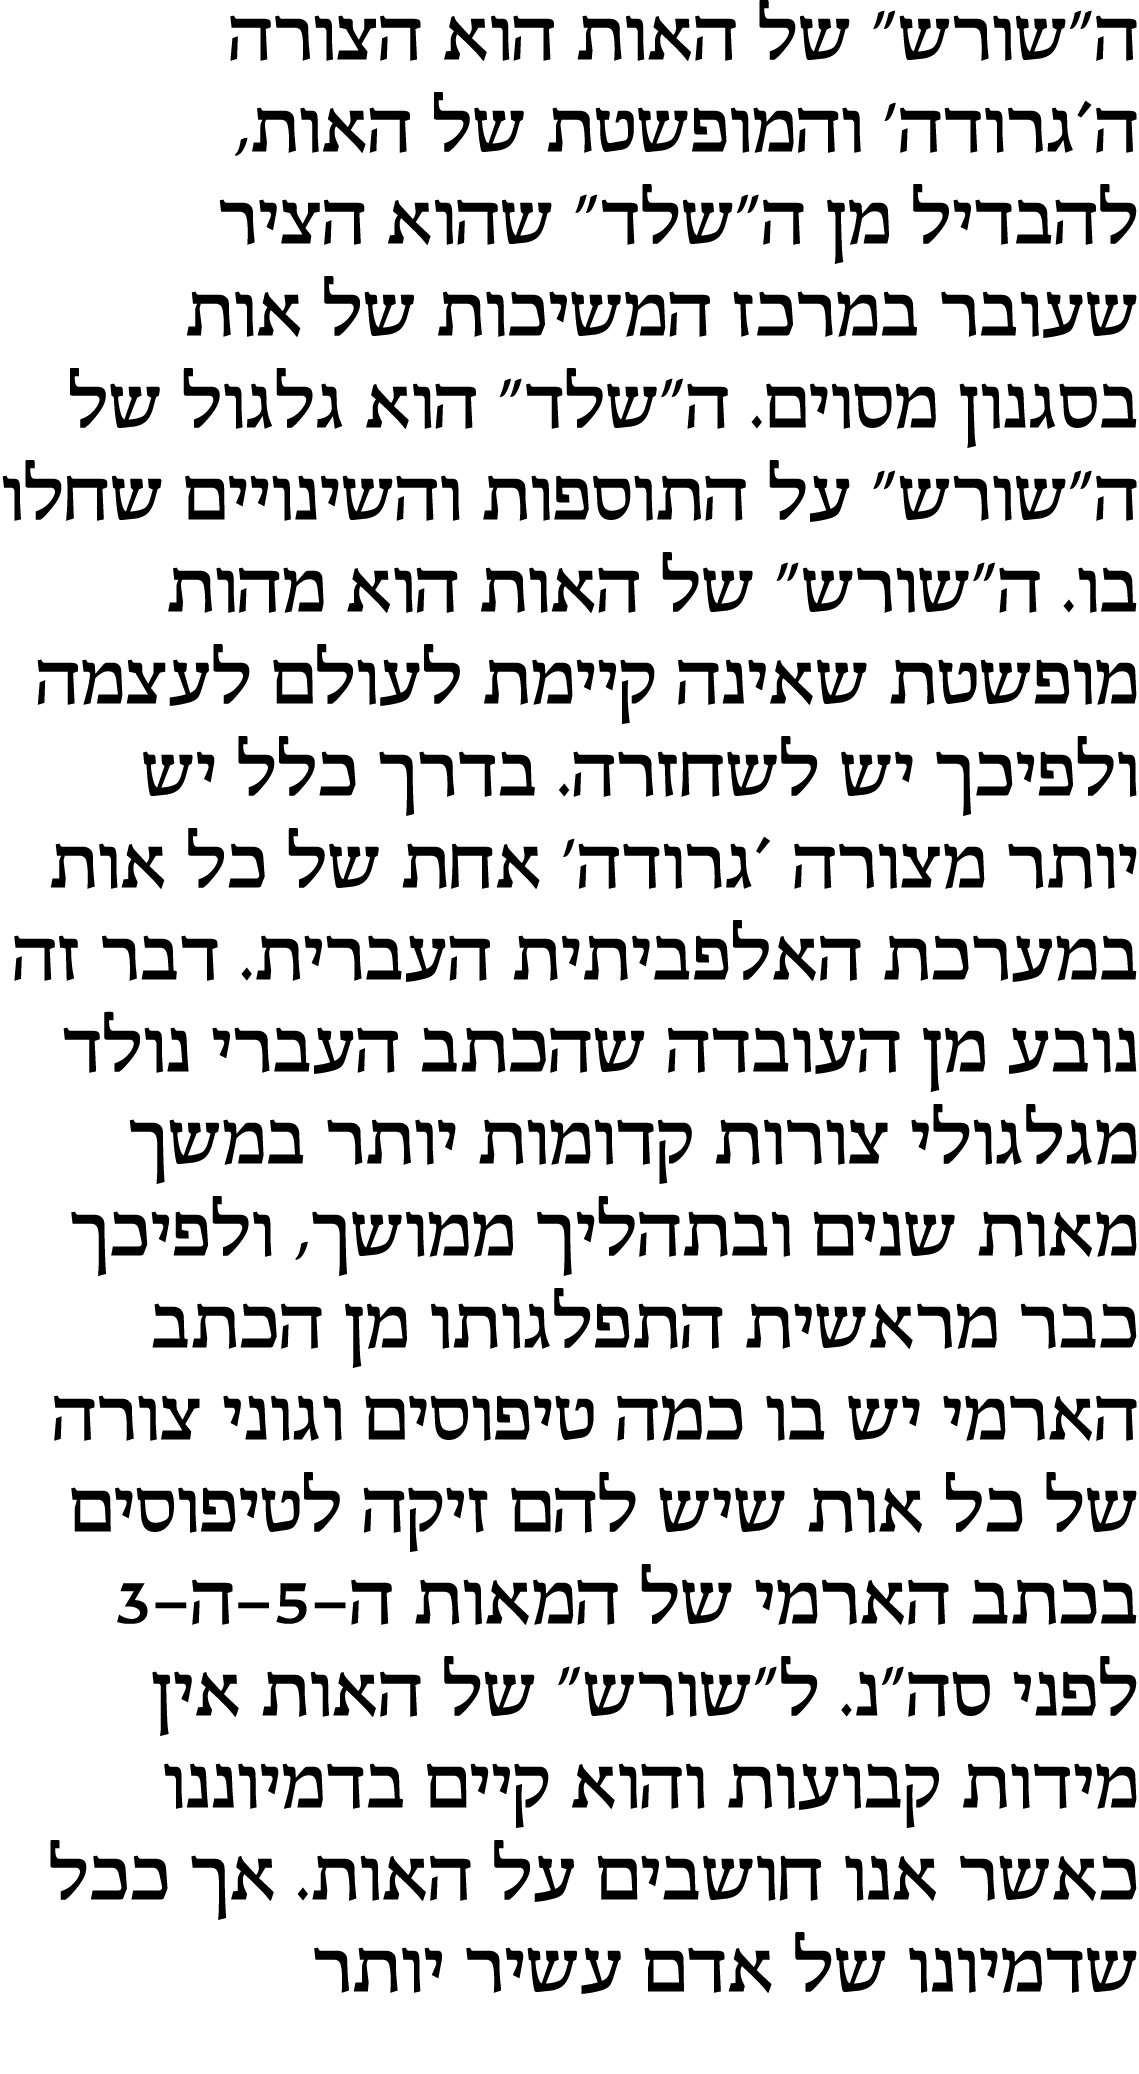 ה"שורש" של האות הוא הצורה
ה'גרודה' והמופשטת של האות,
להבדיל מן ה"שלד" שהוא הציר
שעובר במרכז המשיכות של אות
בסגנון מסוים. ה"שלד" הוא גלגול של
ה"שורש" על התוספות והשינויים שחלו
בו. ה"שורש" של האות הוא מהות
מופשטת שאינה קיימת לעולם לעצמה
ולפיכך יש לשחזרה. בדרך כלל יש
יותר מצורה 'גרודה' אחת של כל אות
במערכת האלפביתית העברית. דבר זה
נובע מן העובדה שהכתב העברי נולד
מגלגולי צורות קדומות יותר במשך
מאות שנים ובתהליך ממושך, ולפיכך
כבר מראשית התפלגותו מן הכתב
הארמי יש בו כמה טיפוסים וגוני צורה
של כל אות שיש להם זיקה לטיפוסים
בכתב הארמי של המאות ה–5–ה–3
לפני סה"נ. ל"שורש" של האות אין
מידות קבועות והוא קיים בדמיוננו
כאשר אנו חושבים על האות. אך ככל
שדמיונו של אדם עשיר יותר